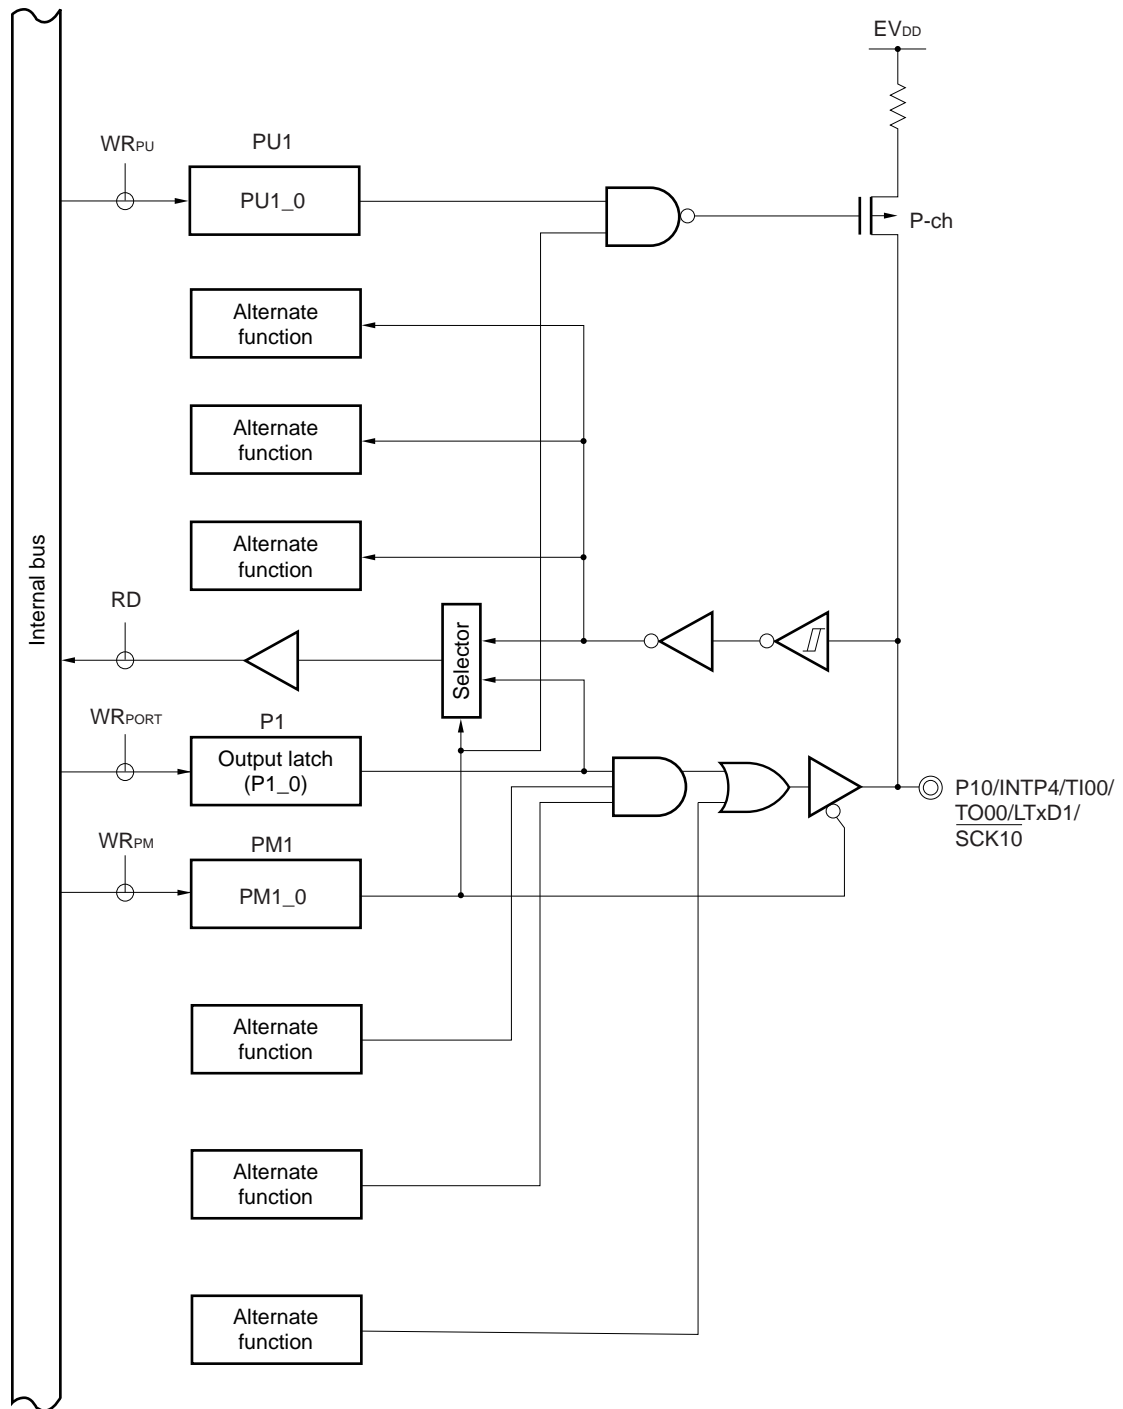 EVDD
WRPU
PU1
PU1_0
P-ch
Alternate
function
Alternate
function
Alternate
function
Internal bus
RD
Selector
WRPORT
P1
Output latch
(P1_0)
P10/INTP4/TI00/
TO00/LTxD1/
SCK10
WRPM
PM1
PM1_0
Alternate
function
Alternate
function
Alternate
function